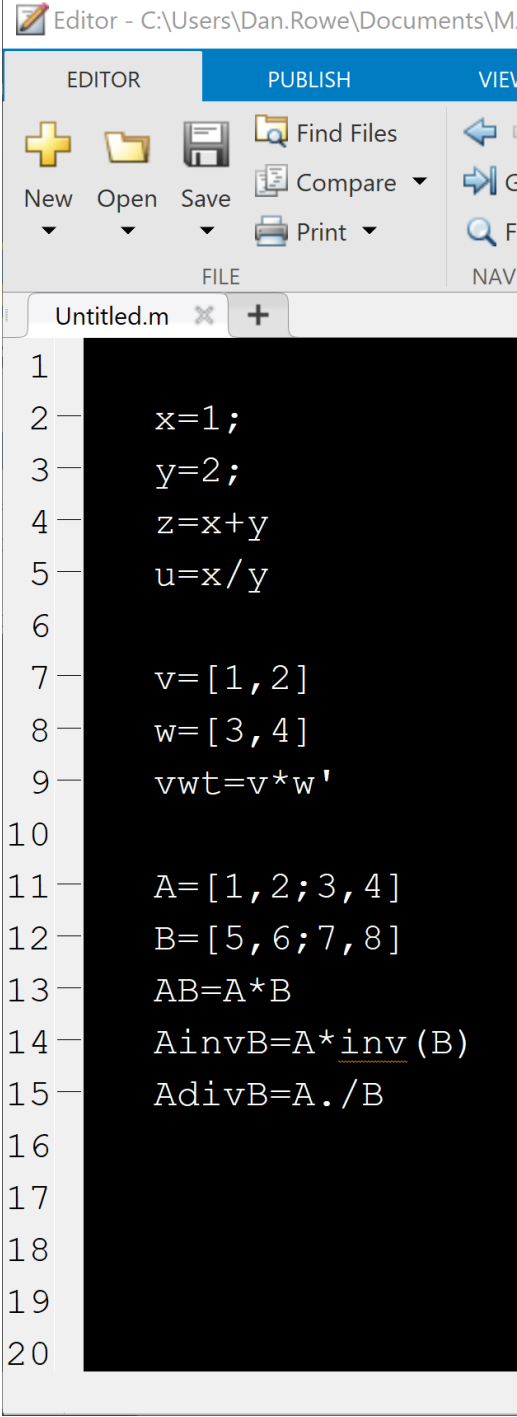 Editor - C:\Users\Dan.Rowe\Documents\M
EDITOR PUBLISH VIEW
New Open Save Find Files
Compare
Print
FILE NAV
Untitled.m
1
2 x=1;
3 y=2;
4 z=x+y
5 u=x/y
6
7 v=[1,2]
8 w=[3,4]
9 vwt=v*w'
10
11 A=[1,2;3,4]
12 B=[5,6;7,8]
13 AB=A*B
14 AinvB=A*inv(B)
15 AdivB=A./B
16
17
18
19
20